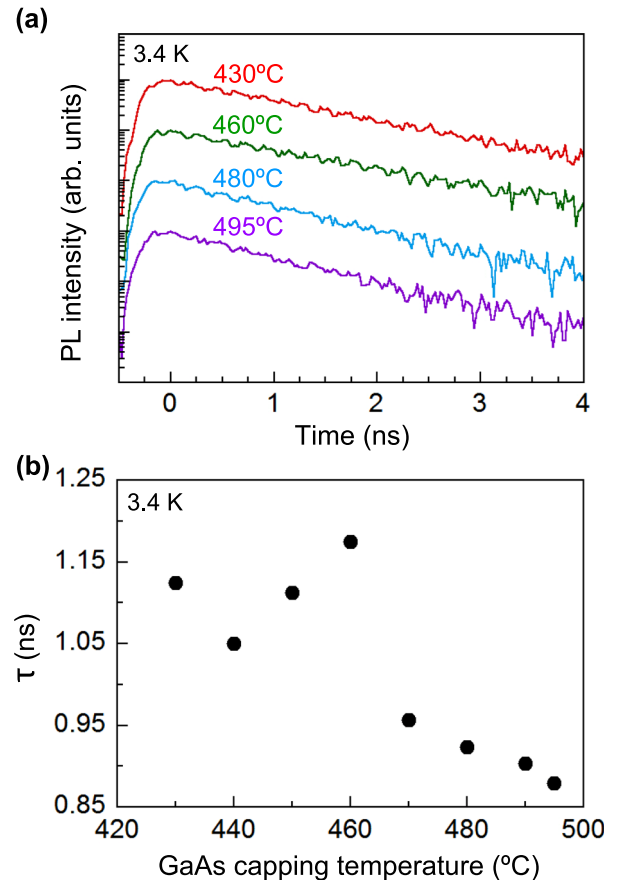 (a)
3.4 K
430ºC
460ºC
480ºC
495ºC
PL intensity (arb. units)
0 1 2 3 4
Time (ns)
(b)
3.4 K
1.25
1.15
1.05
0.95
0.85
τ (ns)
420 440 460 480 500
GaAs capping temperature (ºC)